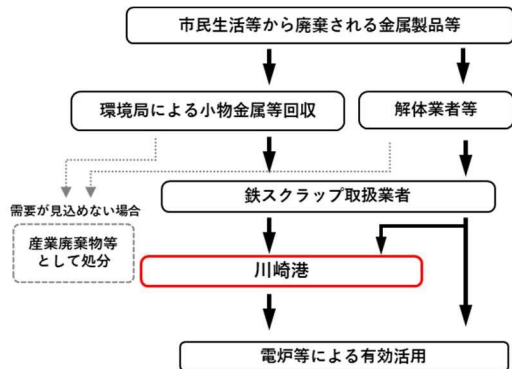 市民生活等から廃棄される金属製品等
環境局による小物金属等回収
解体業者等
鉄スクラップ取扱業者
需要が見込めない場合
産業廃棄物等
として処分
川崎港
電炉等による有効活用